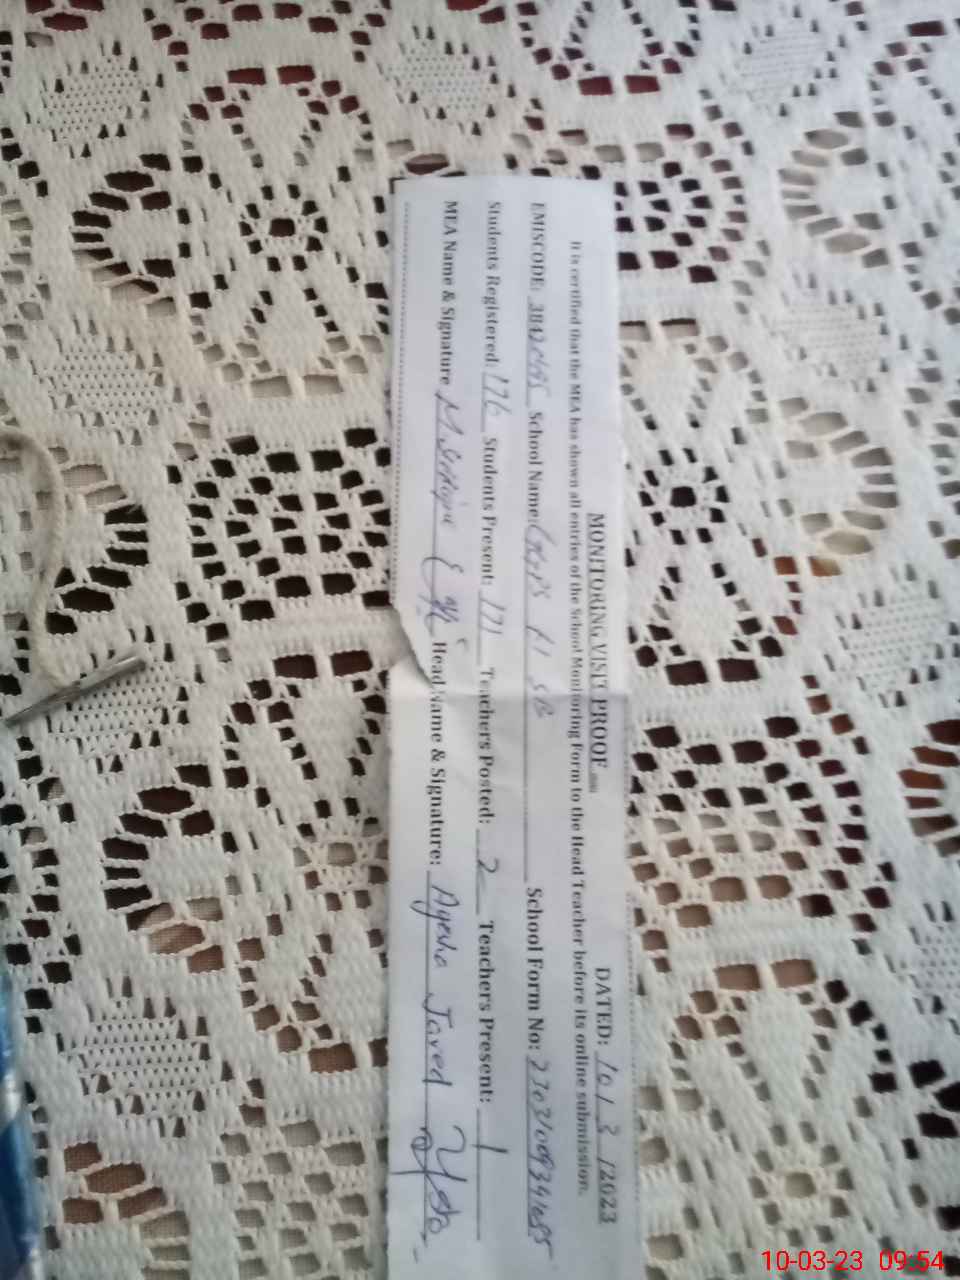 MONITORING VISIT PROOF DATED: 10/3/2023
It is certified that the MEA has shown all entries of the School Monitoring Form to the Head Teacher before its online submission.
EMISCODE: School Name: School Form No:
Students Registered: 176 Students Present: 171 Teachers Posted: 2 Teachers Present: 1
MEA Name & Signature Head Name & Signature: Ayesha Javed
10-03-23 09:54